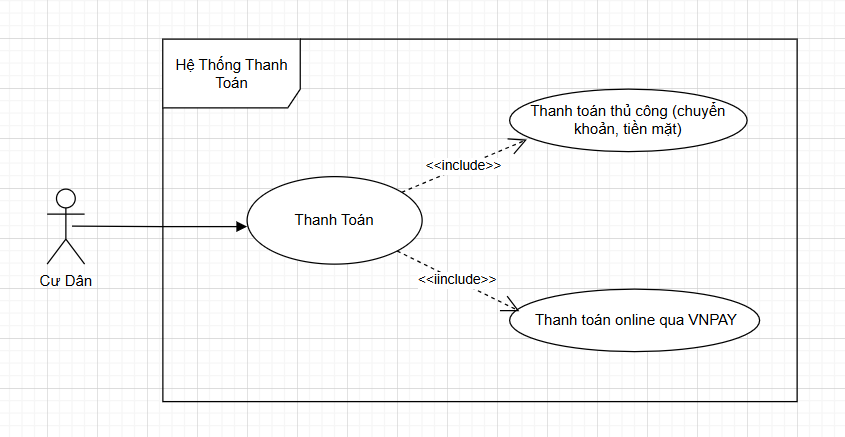 Hệ Thống Thanh
Toán
Thanh toán thủ công (chuyển
khoản, tiền mặt)
<<include>>
Thanh Toán
Cư Dân
<<iinclude>>
Thanh toán online qua VNPAY